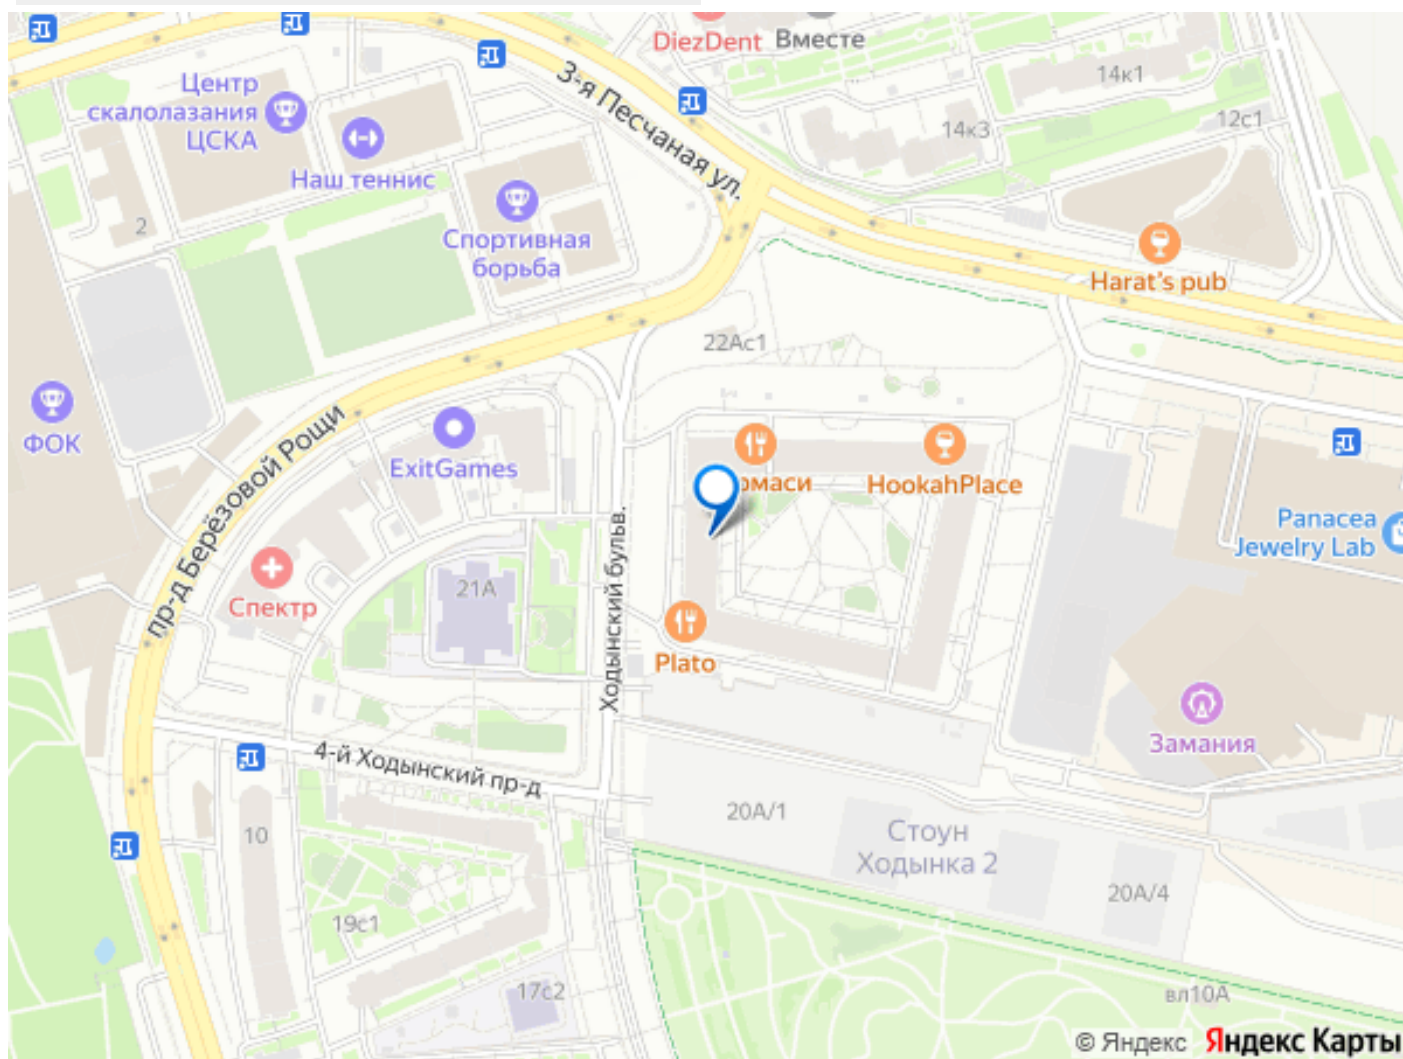 DiezDent
Вместе
14к1
Центр
скалолазания
ЦСКА
3-я Песчаная ул.
14к3
12с1
Наш теннис
2
Спортивная
борьба
Harat's pub
22Ас1
ФОК
ExitGames
пр-д Берёзовой Рощи
HookahPlace
Panacea
Jewelry Lab
21А
Спектр
Ходынский бульв.
Plato
Замания
4-й Ходынский пр-д
20А/1
Стоун
Ходынка 2
10
20А/4
19с1
17с2
вл10А
© Яндекс Яндекс Карты